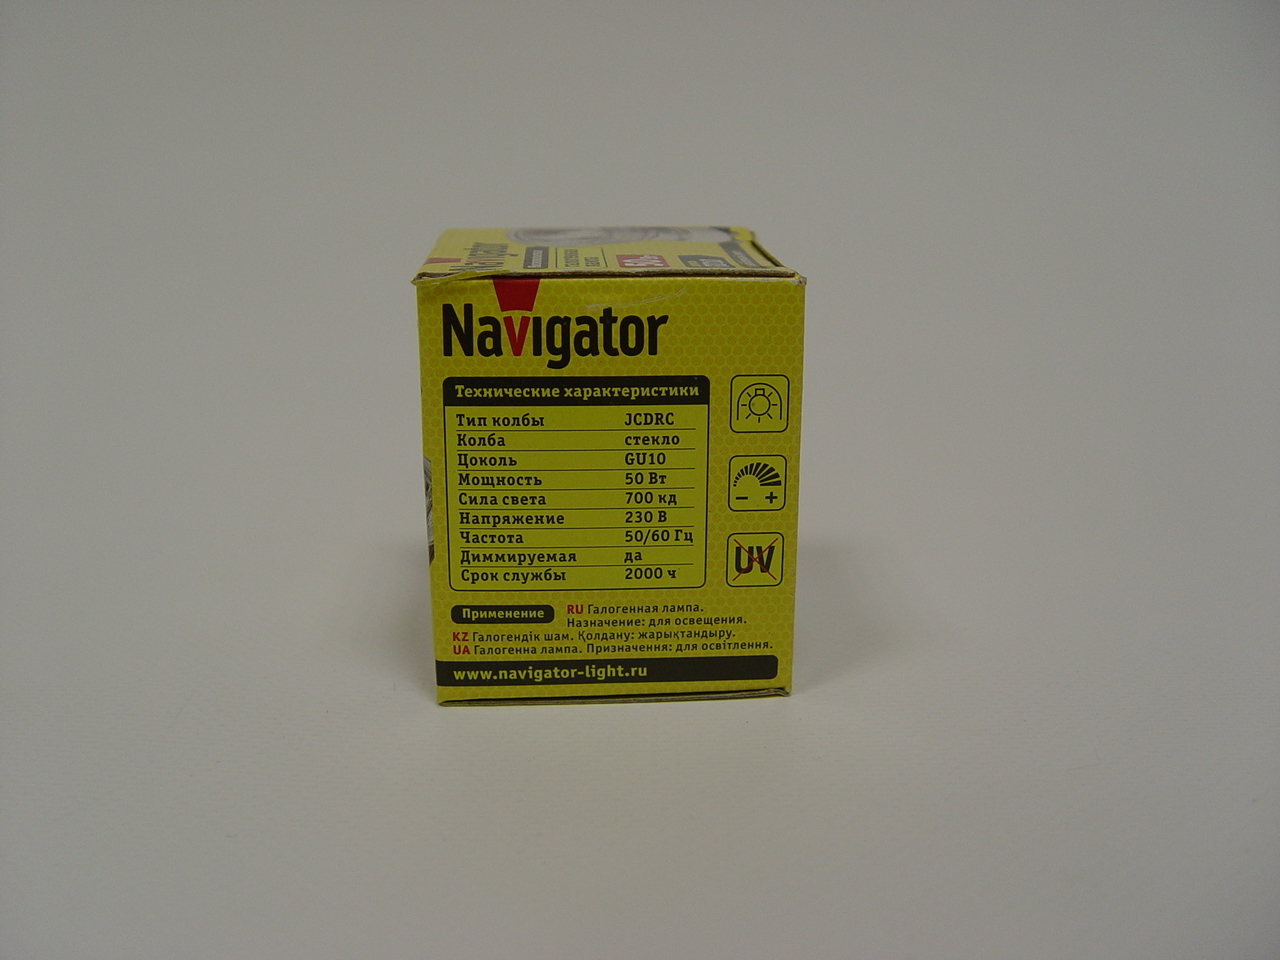 Navigator
Navigator
Технические характеристики
Тип колбы JCDRC
Колба стекло
Цоколь GU10
Мощность 50 Вт
Сила света 700 кд
Напряжение 230 В
Частота 50/60 Гц
Диммируемая да
Срок службы 2000 ч
− +
UV
Применение RU Галогенная лампа.
Назначение: для освещения.
KZ Галогендік шам. Қолдану: жарықтандыру.
UA Галогенна лампа. Призначення: для освітлення.
www.navigator-light.ru